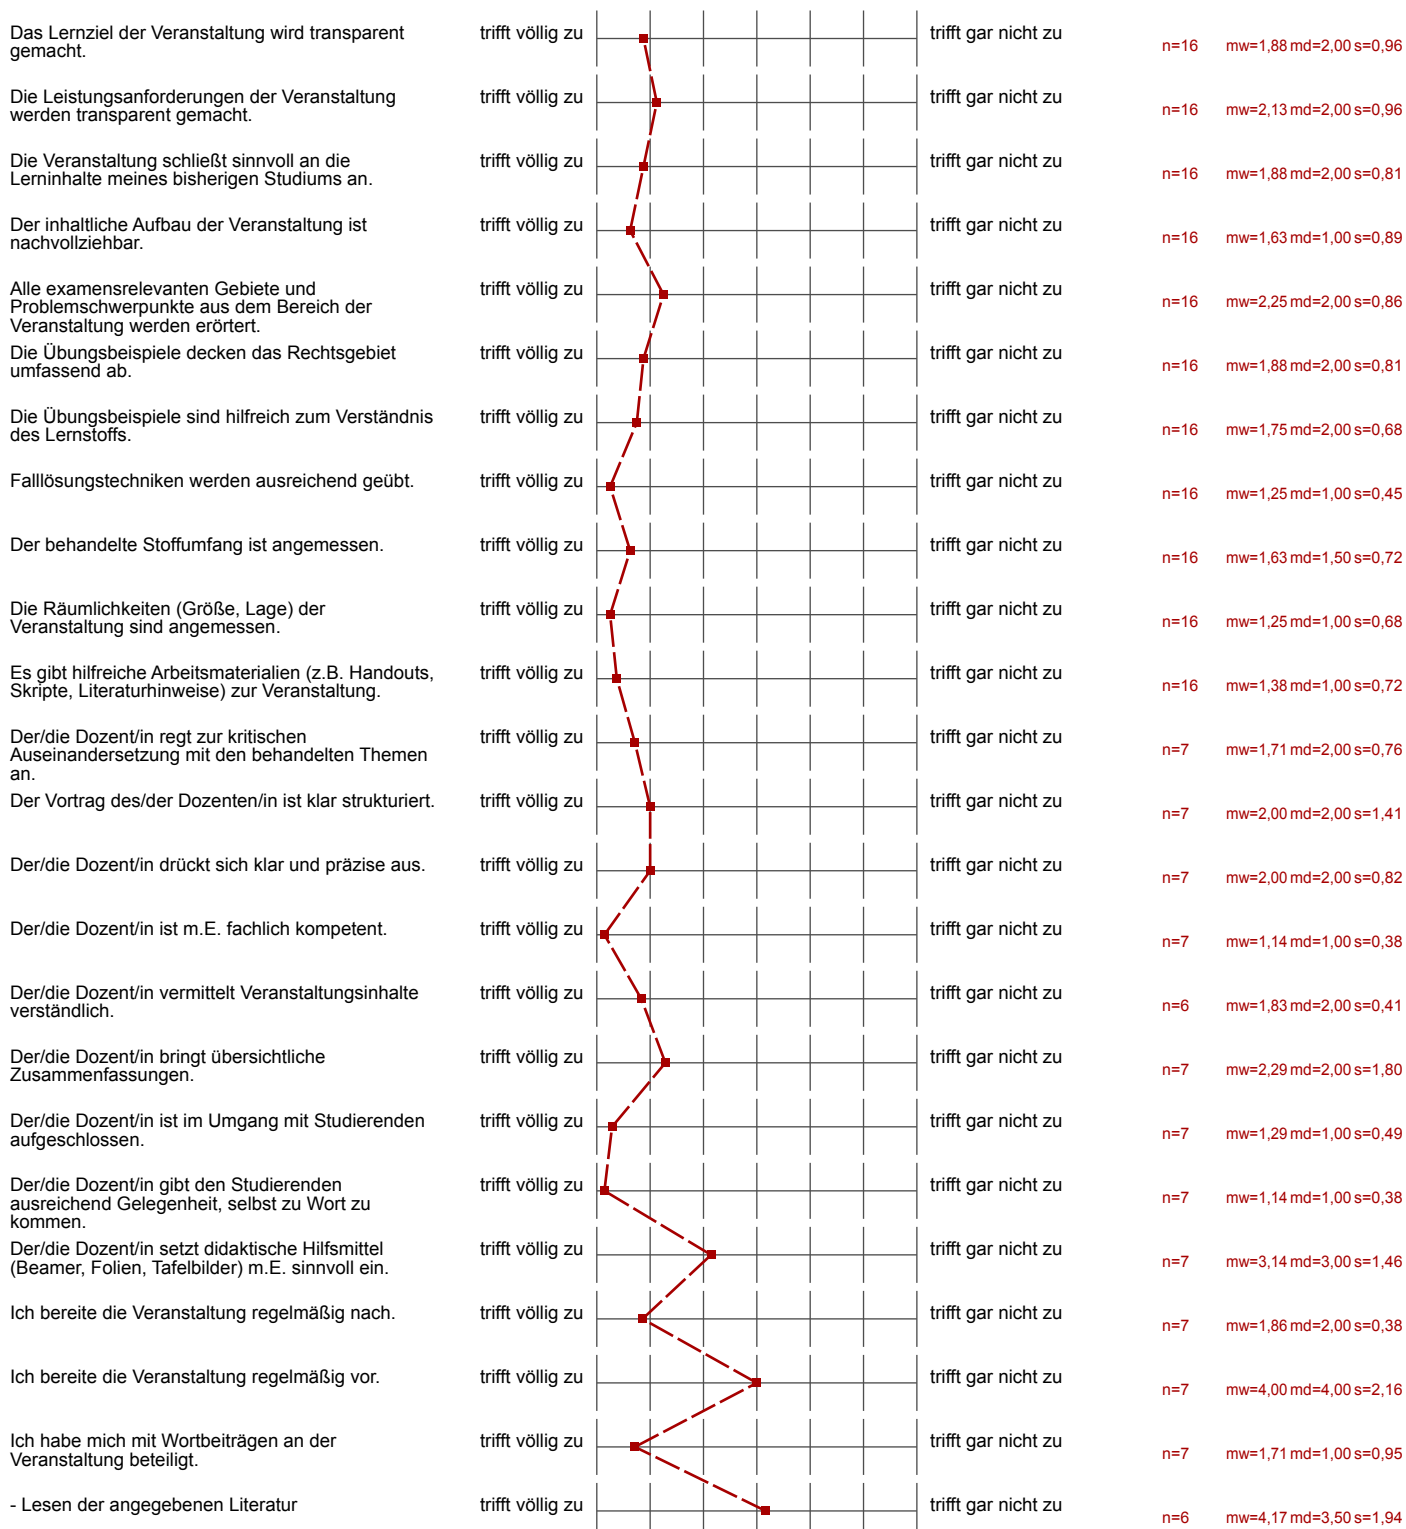 Das Lernziel der Veranstaltung wird transparent
gemacht.
trifft völlig zu
trifft gar nicht zu
n=16 mw=1,88 md=2,00 s=0,96
Die Leistungsanforderungen der Veranstaltung
werden transparent gemacht.
trifft völlig zu
trifft gar nicht zu
n=16 mw=2,13 md=2,00 s=0,96
Die Veranstaltung schließt sinnvoll an die
Lerninhalte meines bisherigen Studiums an.
trifft völlig zu
trifft gar nicht zu
n=16 mw=1,88 md=2,00 s=0,81
Der inhaltliche Aufbau der Veranstaltung ist
nachvollziehbar.
trifft völlig zu
trifft gar nicht zu
n=16 mw=1,63 md=1,00 s=0,89
Alle examensrelevanten Gebiete und
Problemschwerpunkte aus dem Bereich der
Veranstaltung werden erörtert.
trifft völlig zu
trifft gar nicht zu
n=16 mw=2,25 md=2,00 s=0,86
Die Übungsbeispiele decken das Rechtsgebiet
umfassend ab.
trifft völlig zu
trifft gar nicht zu
n=16 mw=1,88 md=2,00 s=0,81
Die Übungsbeispiele sind hilfreich zum Verständnis
des Lernstoffs.
trifft völlig zu
trifft gar nicht zu
n=16 mw=1,75 md=2,00 s=0,68
Falllösungstechniken werden ausreichend geübt.
trifft völlig zu
trifft gar nicht zu
n=16 mw=1,25 md=1,00 s=0,45
Der behandelte Stoffumfang ist angemessen.
trifft völlig zu
trifft gar nicht zu
n=16 mw=1,63 md=1,50 s=0,72
Die Räumlichkeiten (Größe, Lage) der
Veranstaltung sind angemessen.
trifft völlig zu
trifft gar nicht zu
n=16 mw=1,25 md=1,00 s=0,68
Es gibt hilfreiche Arbeitsmaterialien (z.B. Handouts,
Skripte, Literaturhinweise) zur Veranstaltung.
trifft völlig zu
trifft gar nicht zu
n=16 mw=1,38 md=1,00 s=0,72
Der/die Dozent/in regt zur kritischen
Auseinandersetzung mit den behandelten Themen
an.
trifft völlig zu
trifft gar nicht zu
n=7 mw=1,71 md=2,00 s=0,76
Der Vortrag des/der Dozenten/in ist klar strukturiert.
trifft völlig zu
trifft gar nicht zu
n=7 mw=2,00 md=2,00 s=1,41
Der/die Dozent/in drückt sich klar und präzise aus.
trifft völlig zu
trifft gar nicht zu
n=7 mw=2,00 md=2,00 s=0,82
Der/die Dozent/in ist m.E. fachlich kompetent.
trifft völlig zu
trifft gar nicht zu
n=7 mw=1,14 md=1,00 s=0,38
Der/die Dozent/in vermittelt Veranstaltungsinhalte
verständlich.
trifft völlig zu
trifft gar nicht zu
n=6 mw=1,83 md=2,00 s=0,41
Der/die Dozent/in bringt übersichtliche
Zusammenfassungen.
trifft völlig zu
trifft gar nicht zu
n=7 mw=2,29 md=2,00 s=1,80
Der/die Dozent/in ist im Umgang mit Studierenden
aufgeschlossen.
trifft völlig zu
trifft gar nicht zu
n=7 mw=1,29 md=1,00 s=0,49
Der/die Dozent/in gibt den Studierenden
ausreichend Gelegenheit, selbst zu Wort zu
kommen.
trifft völlig zu
trifft gar nicht zu
n=7 mw=1,14 md=1,00 s=0,38
Der/die Dozent/in setzt didaktische Hilfsmittel
(Beamer, Folien, Tafelbilder) m.E. sinnvoll ein.
trifft völlig zu
trifft gar nicht zu
n=7 mw=3,14 md=3,00 s=1,46
Ich bereite die Veranstaltung regelmäßig nach.
trifft völlig zu
trifft gar nicht zu
n=7 mw=1,86 md=2,00 s=0,38
Ich bereite die Veranstaltung regelmäßig vor.
trifft völlig zu
trifft gar nicht zu
n=7 mw=4,00 md=4,00 s=2,16
Ich habe mich mit Wortbeiträgen an der
Veranstaltung beteiligt.
trifft völlig zu
trifft gar nicht zu
n=7 mw=1,71 md=1,00 s=0,95
- Lesen der angegebenen Literatur
trifft völlig zu
trifft gar nicht zu
n=6 mw=4,17 md=3,50 s=1,94